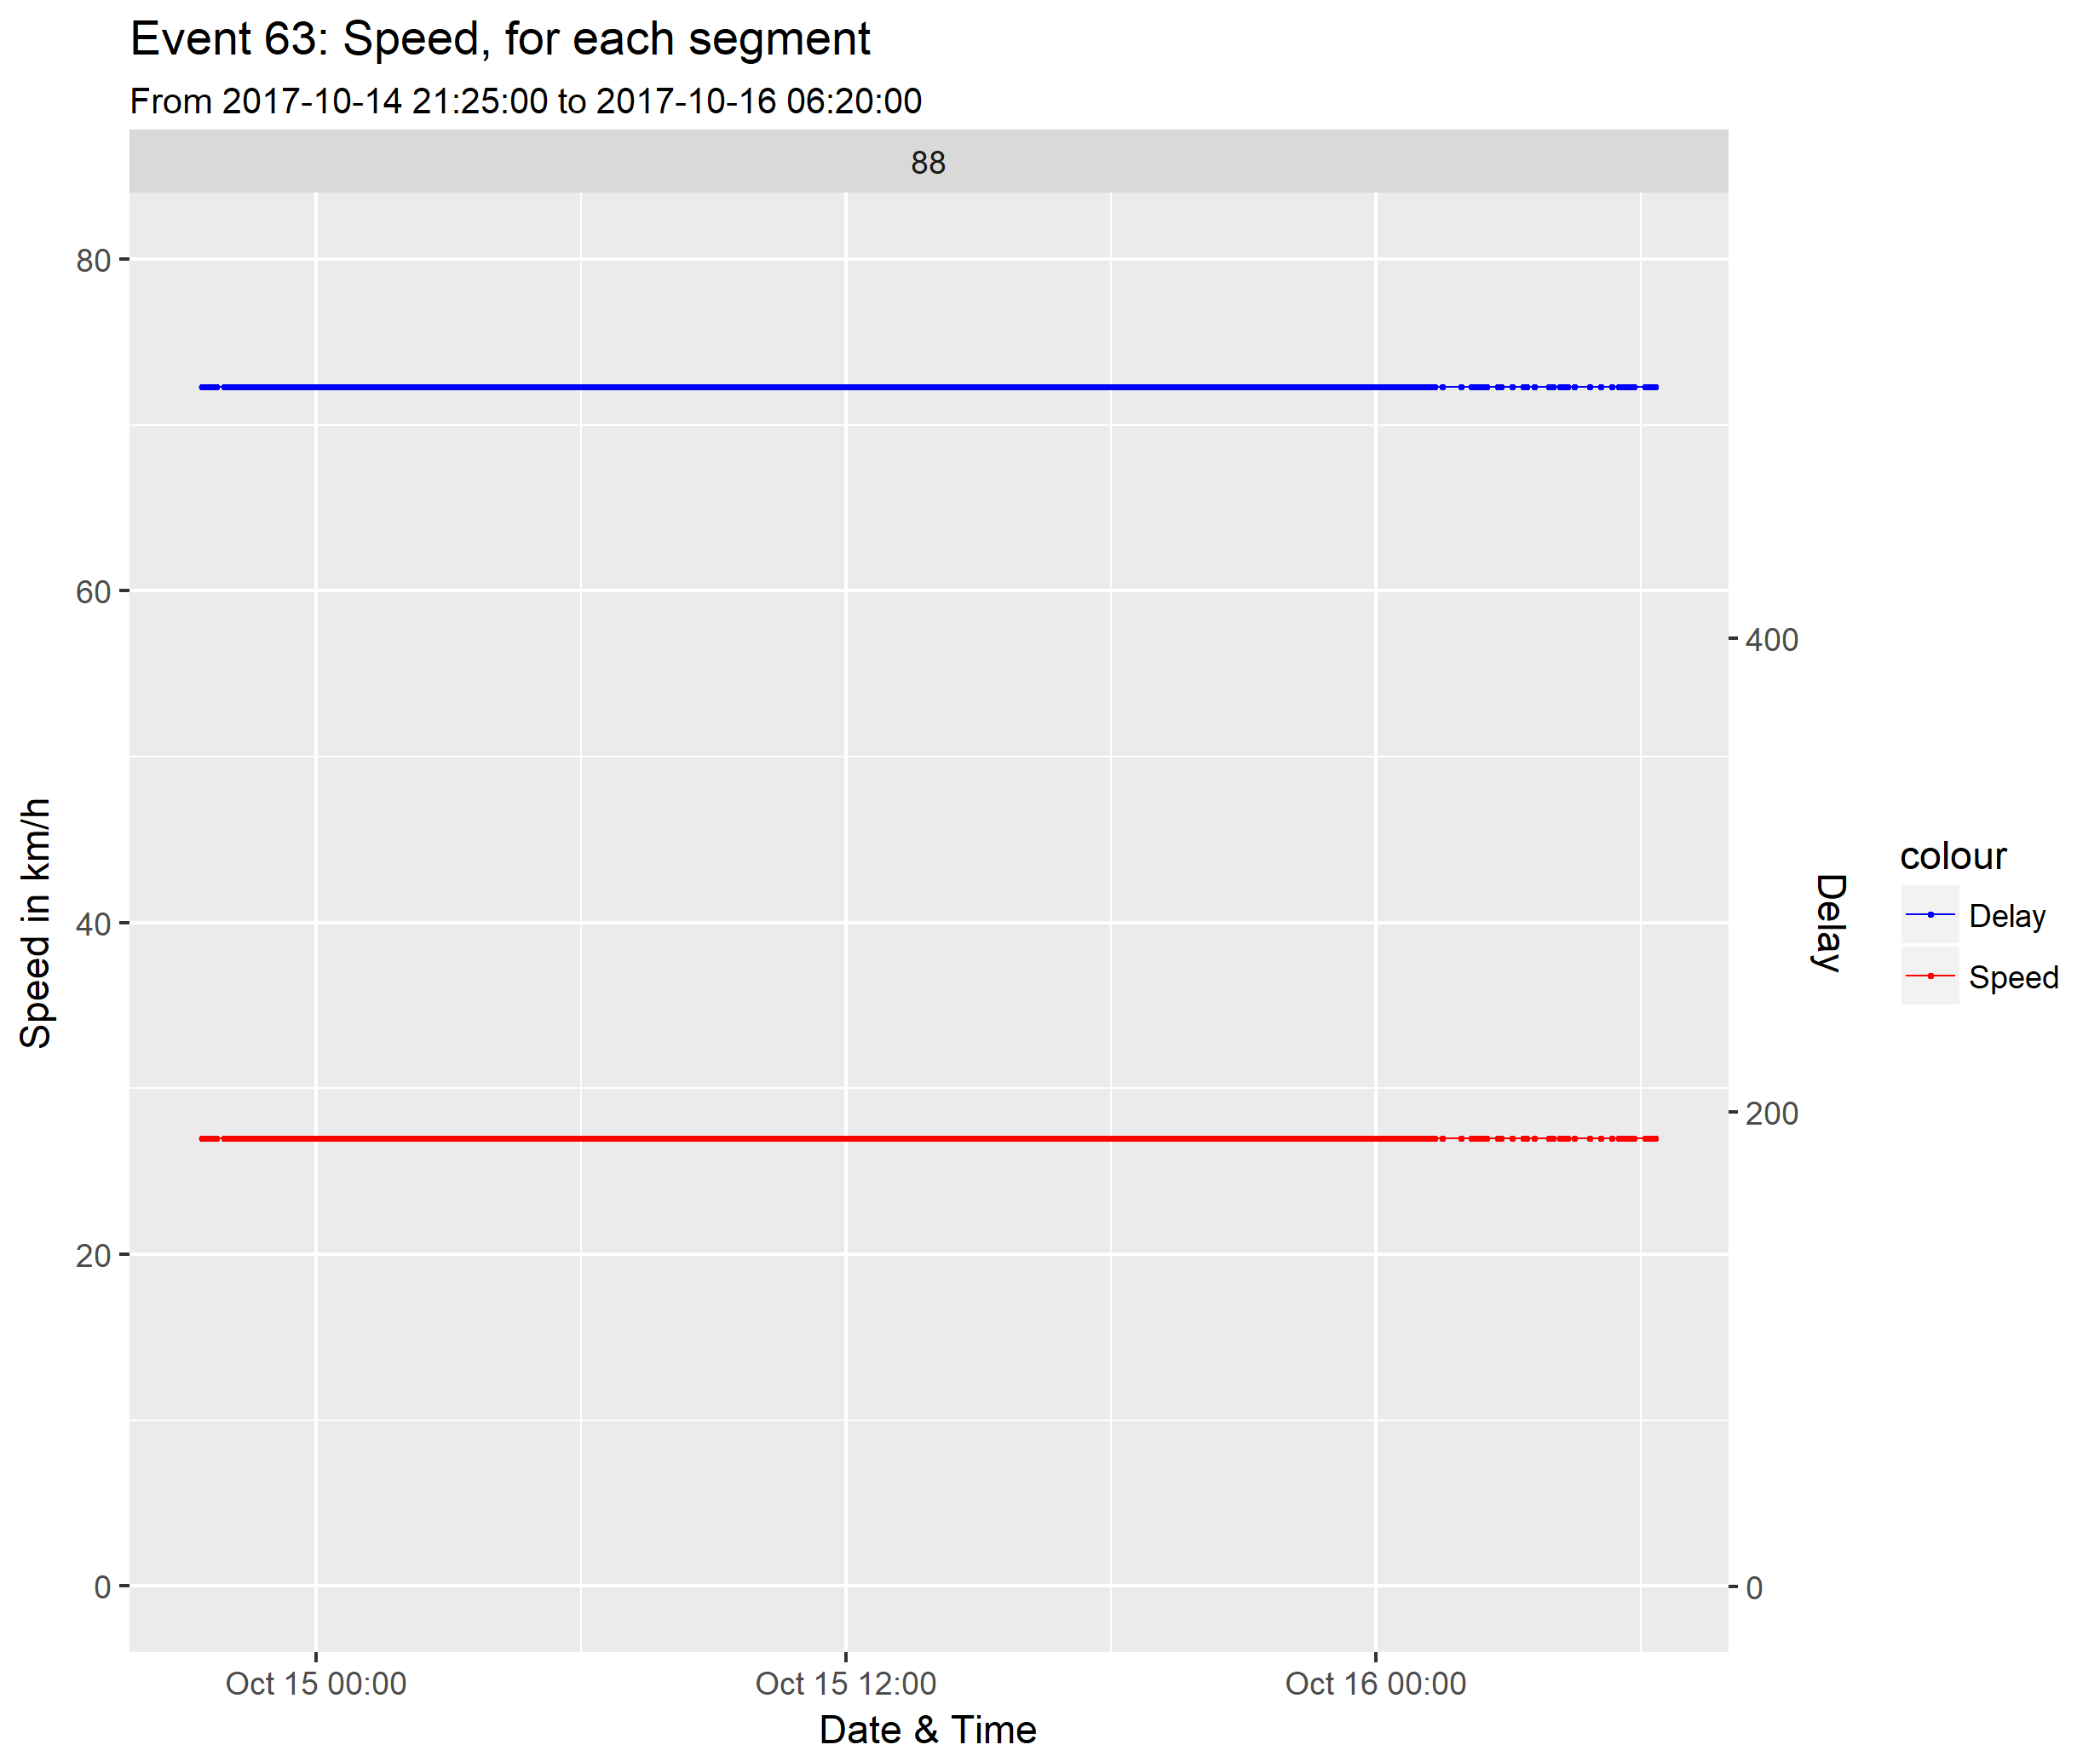 Event 63: Speed, for each segment
From 2017-10-14 21:25:00 to 2017-10-16 06:20:00
88
80
60
40
20
0
Speed in km/h
400
200
0
Delay
colour
Delay
Speed
Oct 15 00:00
Oct 15 12:00
Oct 16 00:00
Date & Time